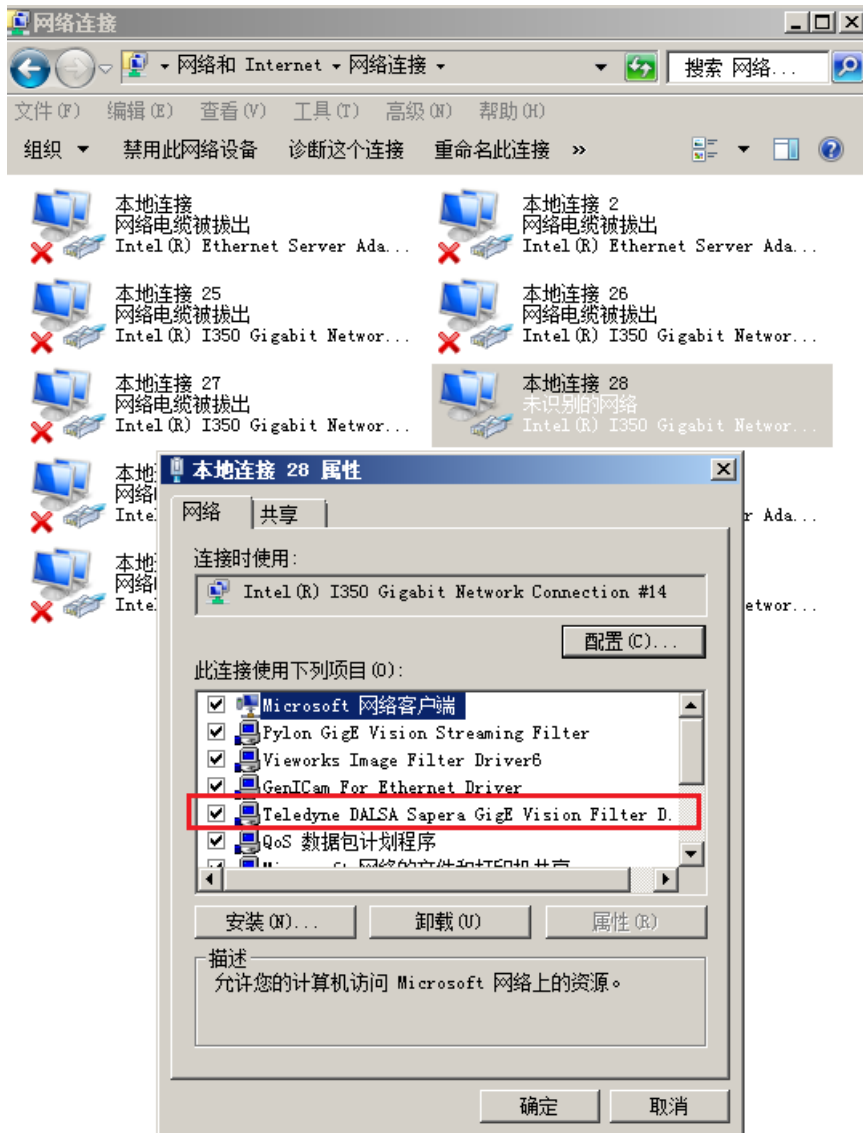 网络连接
网络和 Internet 网络连接
搜索 网络...
文件(F) 编辑(E) 查看(V) 工具(T) 高级(N) 帮助(H)
组织 禁用此网络设备 诊断这个连接 重命名此连接 »
本地连接
网络电缆被拔出
Intel(R) Ethernet Server Ada...
本地连接 2
网络电缆被拔出
Intel(R) Ethernet Server Ada...
本地连接 25
网络电缆被拔出
Intel(R) I350 Gigabit Networ...
本地连接 26
网络电缆被拔出
Intel(R) I350 Gigabit Networ...
本地连接 27
网络电缆被拔出
Intel(R) I350 Gigabit Networ...
本地连接 28
未识别的网络
Intel(R) I350 Gigabit Networ...
本地连接 28 属性
网络 共享
连接时使用:
Intel(R) I350 Gigabit Network Connection #14
配置(C)...
此连接使用下列项目(O):
Microsoft 网络客户端
Pylon GigE Vision Streaming Filter
Vieworks Image Filter Driver6
GenICam For Ethernet Driver
Teledyne DALSA Sapera GigE Vision Filter D.
QoS 数据包计划程序
安装(N)... 卸载(U) 属性(R)
描述
允许您的计算机访问 Microsoft 网络上的资源。
确定 取消